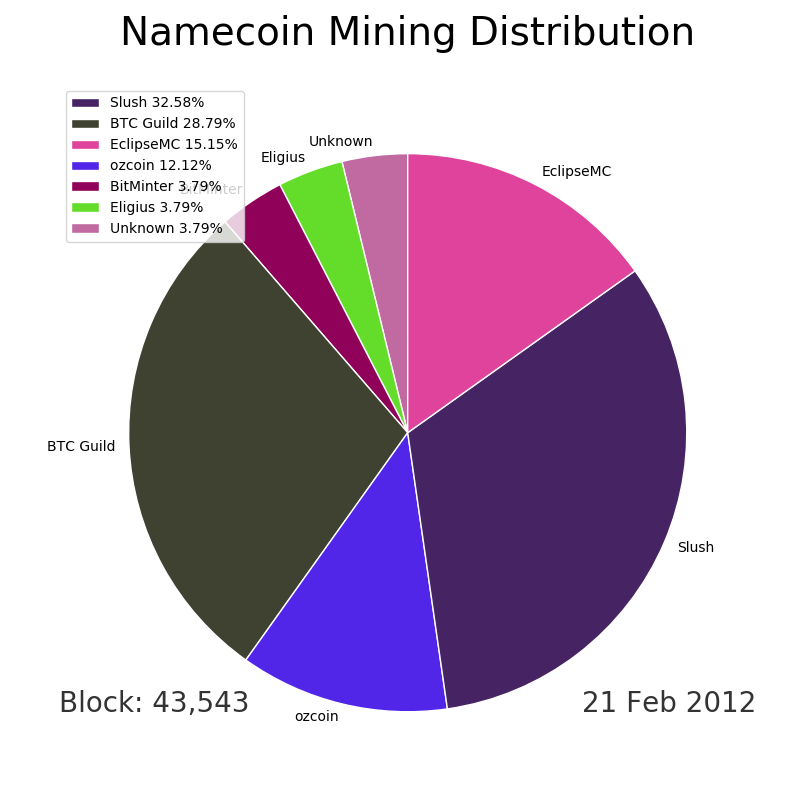 Namecoin Mining Distribution
Slush 32.58%
BTC Guild 28.79%
EclipseMC 15.15%
ozcoin 12.12%
BitMinter 3.79%
Eligius 3.79%
Unknown 3.79%
Unknown
Eligius
EclipseMC
BitMinter
BTC Guild
Slush
ozcoin
Block: 43,543
21 Feb 2012